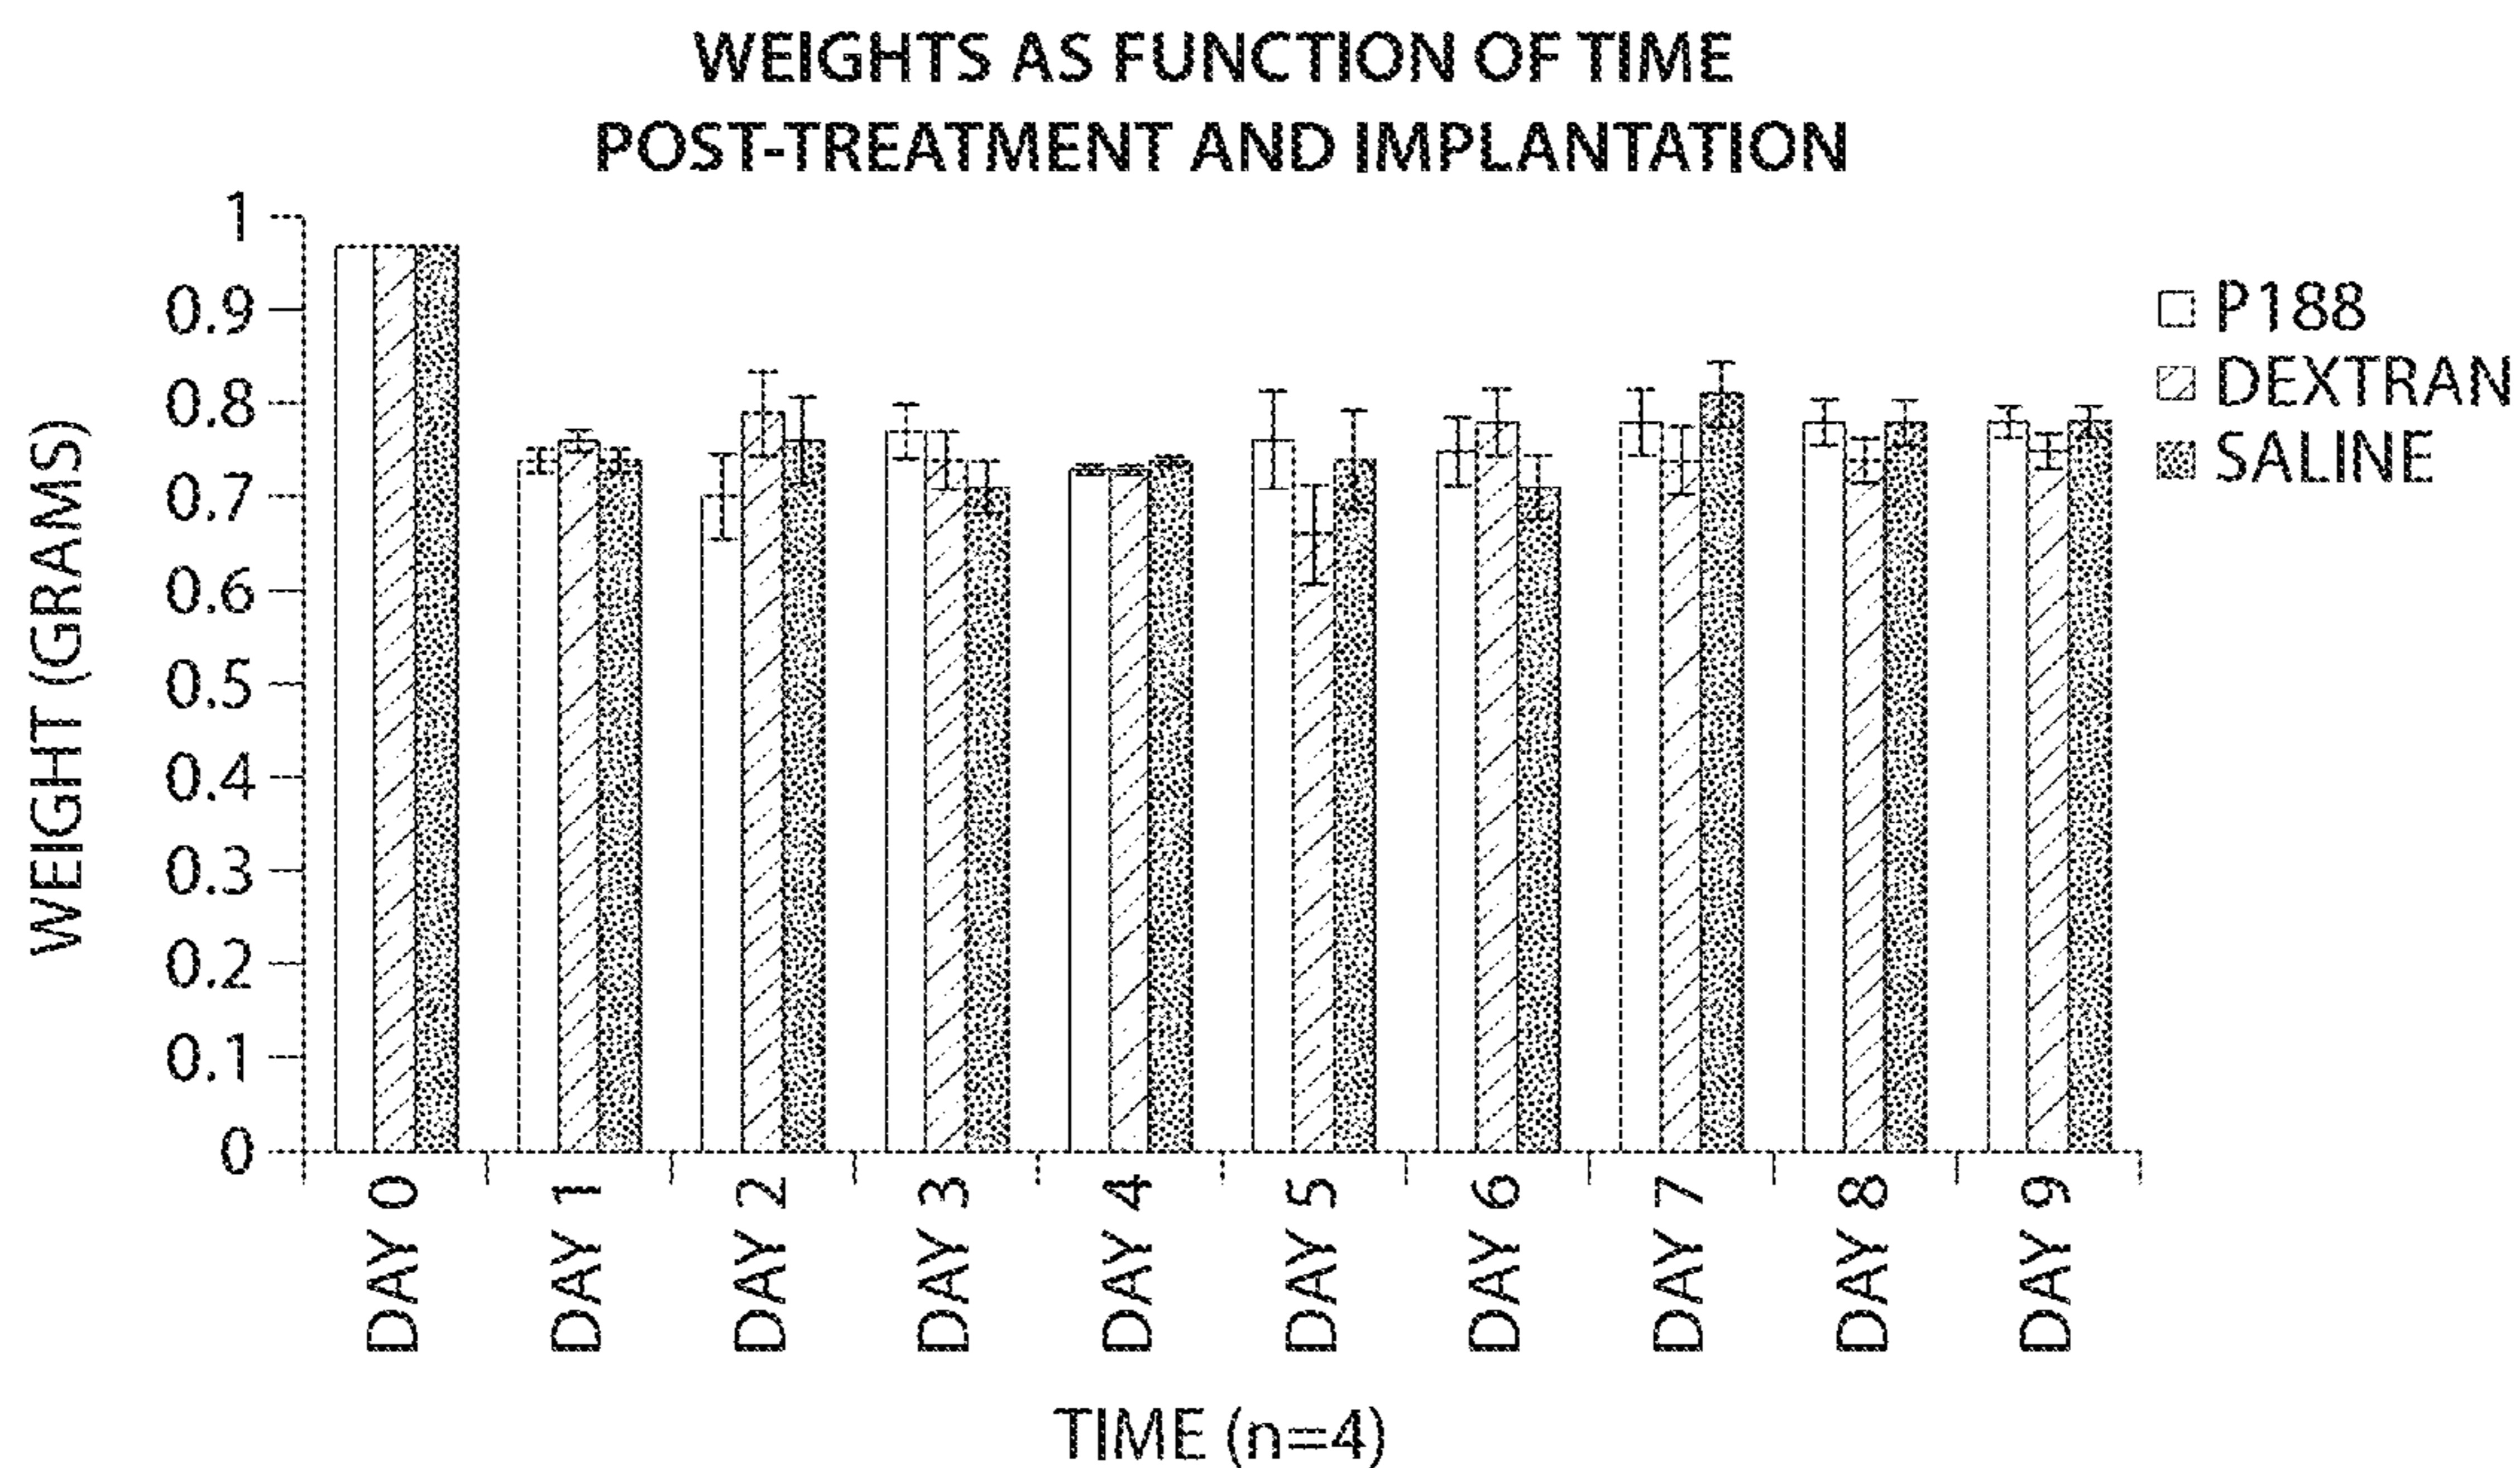 WEIGHTS AS FUNCTION OF TIME
POST-TREATMENT AND IMPLANTATION
WEIGHT (GRAMS)
1
0.9
0.8
0.7
0.6
0.5
0.4
0.3
0.2
0.1
0
P188
DEXTRAN
SALINE
DAY 0
DAY 1
DAY 2
DAY 3
DAY 4
DAY 5
DAY 6
DAY 7
DAY 8
DAY 9
TIME (n=4)